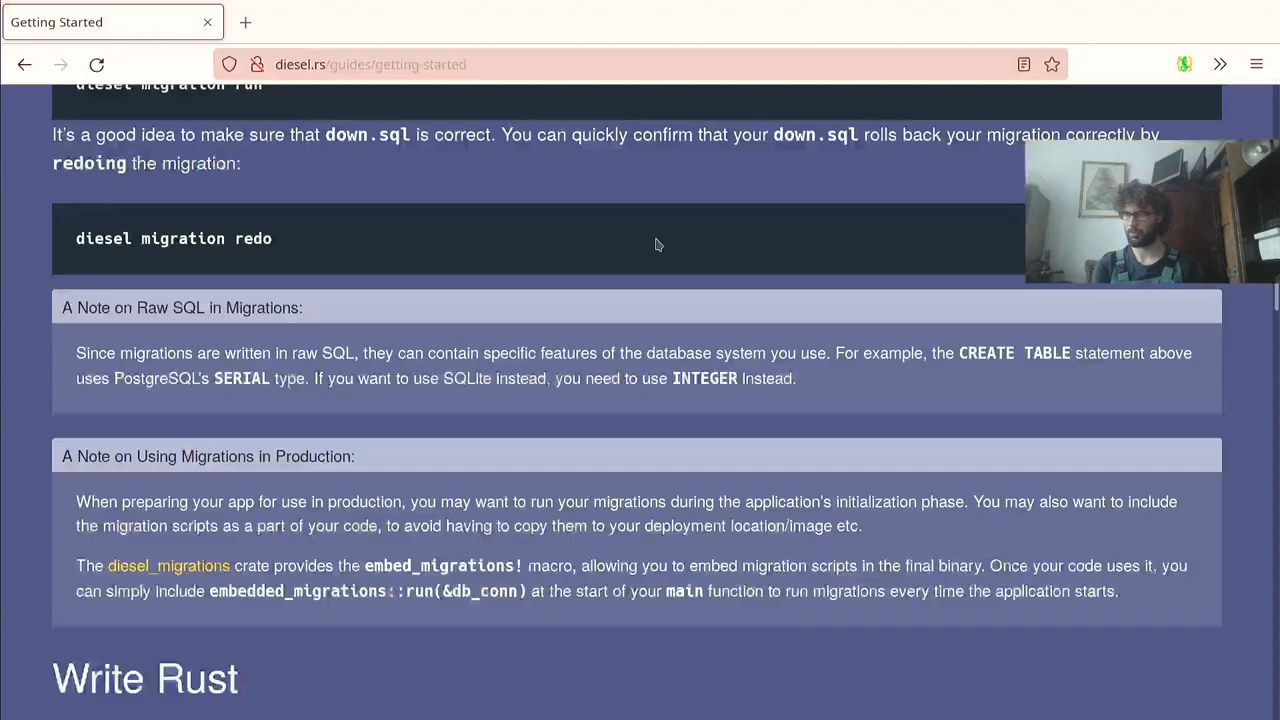 Getting Started
diesel.rs/guides/getting-started
diesel migration run
It's a good idea to make sure that down.sql is correct. You can quickly confirm that your down.sql rolls back your migration correctly by
redoing the migration:
diesel migration redo
A Note on Raw SQL in Migrations:
Since migrations are written in raw SQL, they can contain specific features of the database system you use. For example, the CREATE TABLE statement above
uses PostgreSQL's SERIAL type. If you want to use SQLite instead, you need to use INTEGER instead.
A Note on Using Migrations in Production:
When preparing your app for use in production, you may want to run your migrations during the application's initialization phase. You may also want to include
the migration scripts as a part of your code, to avoid having to copy them to your deployment location/image etc.
The diesel_migrations crate provides the embed_migrations! macro, allowing you to embed migration scripts in the final binary. Once your code uses it, you
can simply include embedded_migrations::run(&db_conn) at the start of your main function to run migrations every time the application starts.
Write Rust